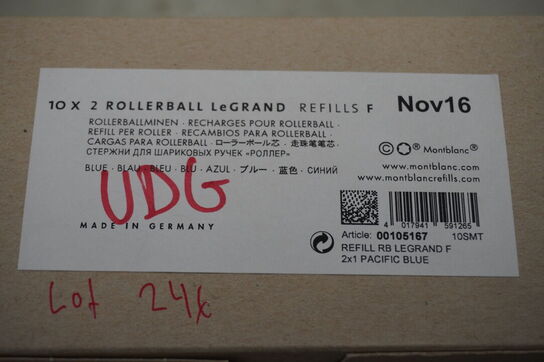 10 X 2 ROLLERBALL LeGRAND REFILLS F
Nov16
ROLLERBALLMINEN · RECHARGES POUR ROLLERBALL ·
REFILL PER ROLLER · RECAMBIOS PARA ROLLERBALL ·
CARGAS PARA ROLLERBALL · ローラーボール芯 · 走珠笔笔芯 ·
СТЕРЖНИ ДЛЯ ШАРИКОВЫХ РУЧЕК «РОЛЛЕР»
BLUE · BLAU · BLEU · BLU · AZUL · ブルー · 蓝色 · СИНИЙ
UDG
MADE IN GERMANY
©® Montblanc®
www.montblanc.com
www.montblancrefills.com
4 017941 591265
Article: 00105167 10SMT
REFILL RB LEGRAND F
2x1 PACIFIC BLUE
Lot 24x